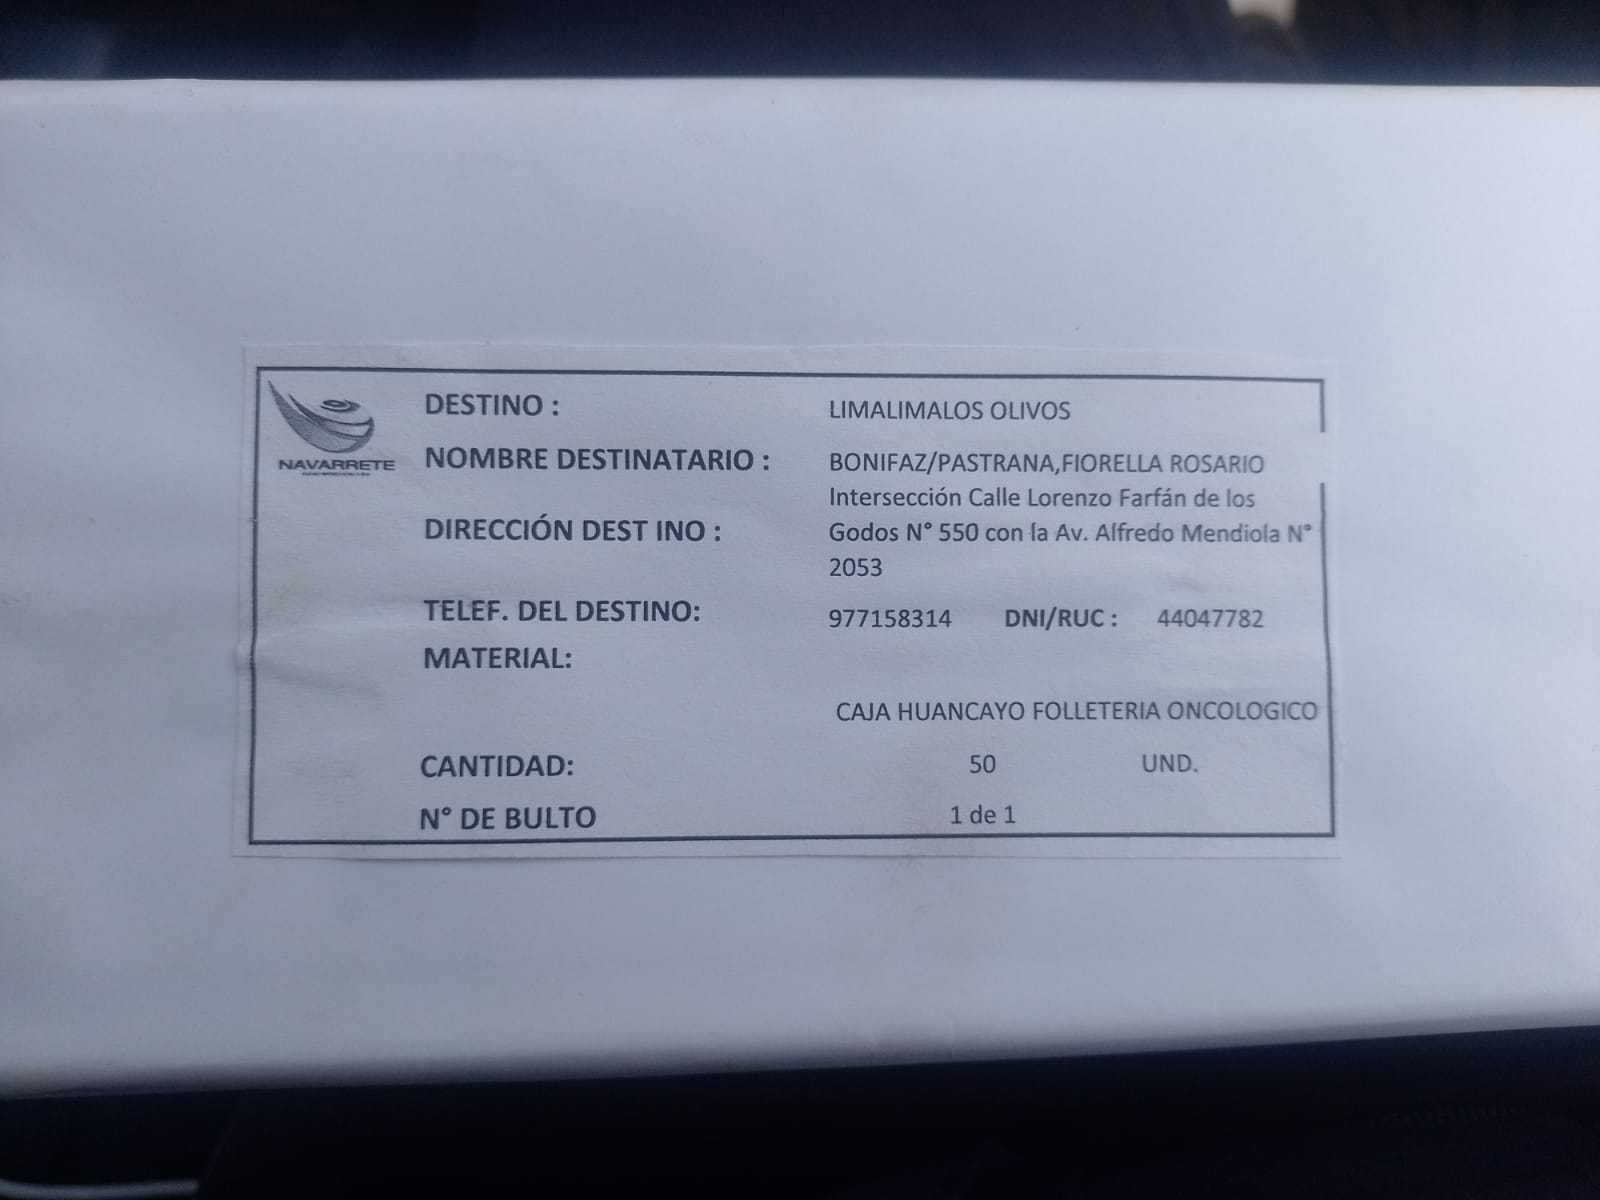 NAVARRETE
DESTINO : LIMALIMALOS OLIVOS
NOMBRE DESTINATARIO : BONIFAZ/PASTRANA,FIORELLA ROSARIO
DIRECCIÓN DEST INO : Intersección Calle Lorenzo Farfán de los
Godos N° 550 con la Av. Alfredo Mendiola N°
2053
TELEF. DEL DESTINO: 977158314 DNI/RUC : 44047782
MATERIAL:
CAJA HUANCAYO FOLLETERIA ONCOLOGICO
CANTIDAD: 50 UND.
N° DE BULTO 1 de 1